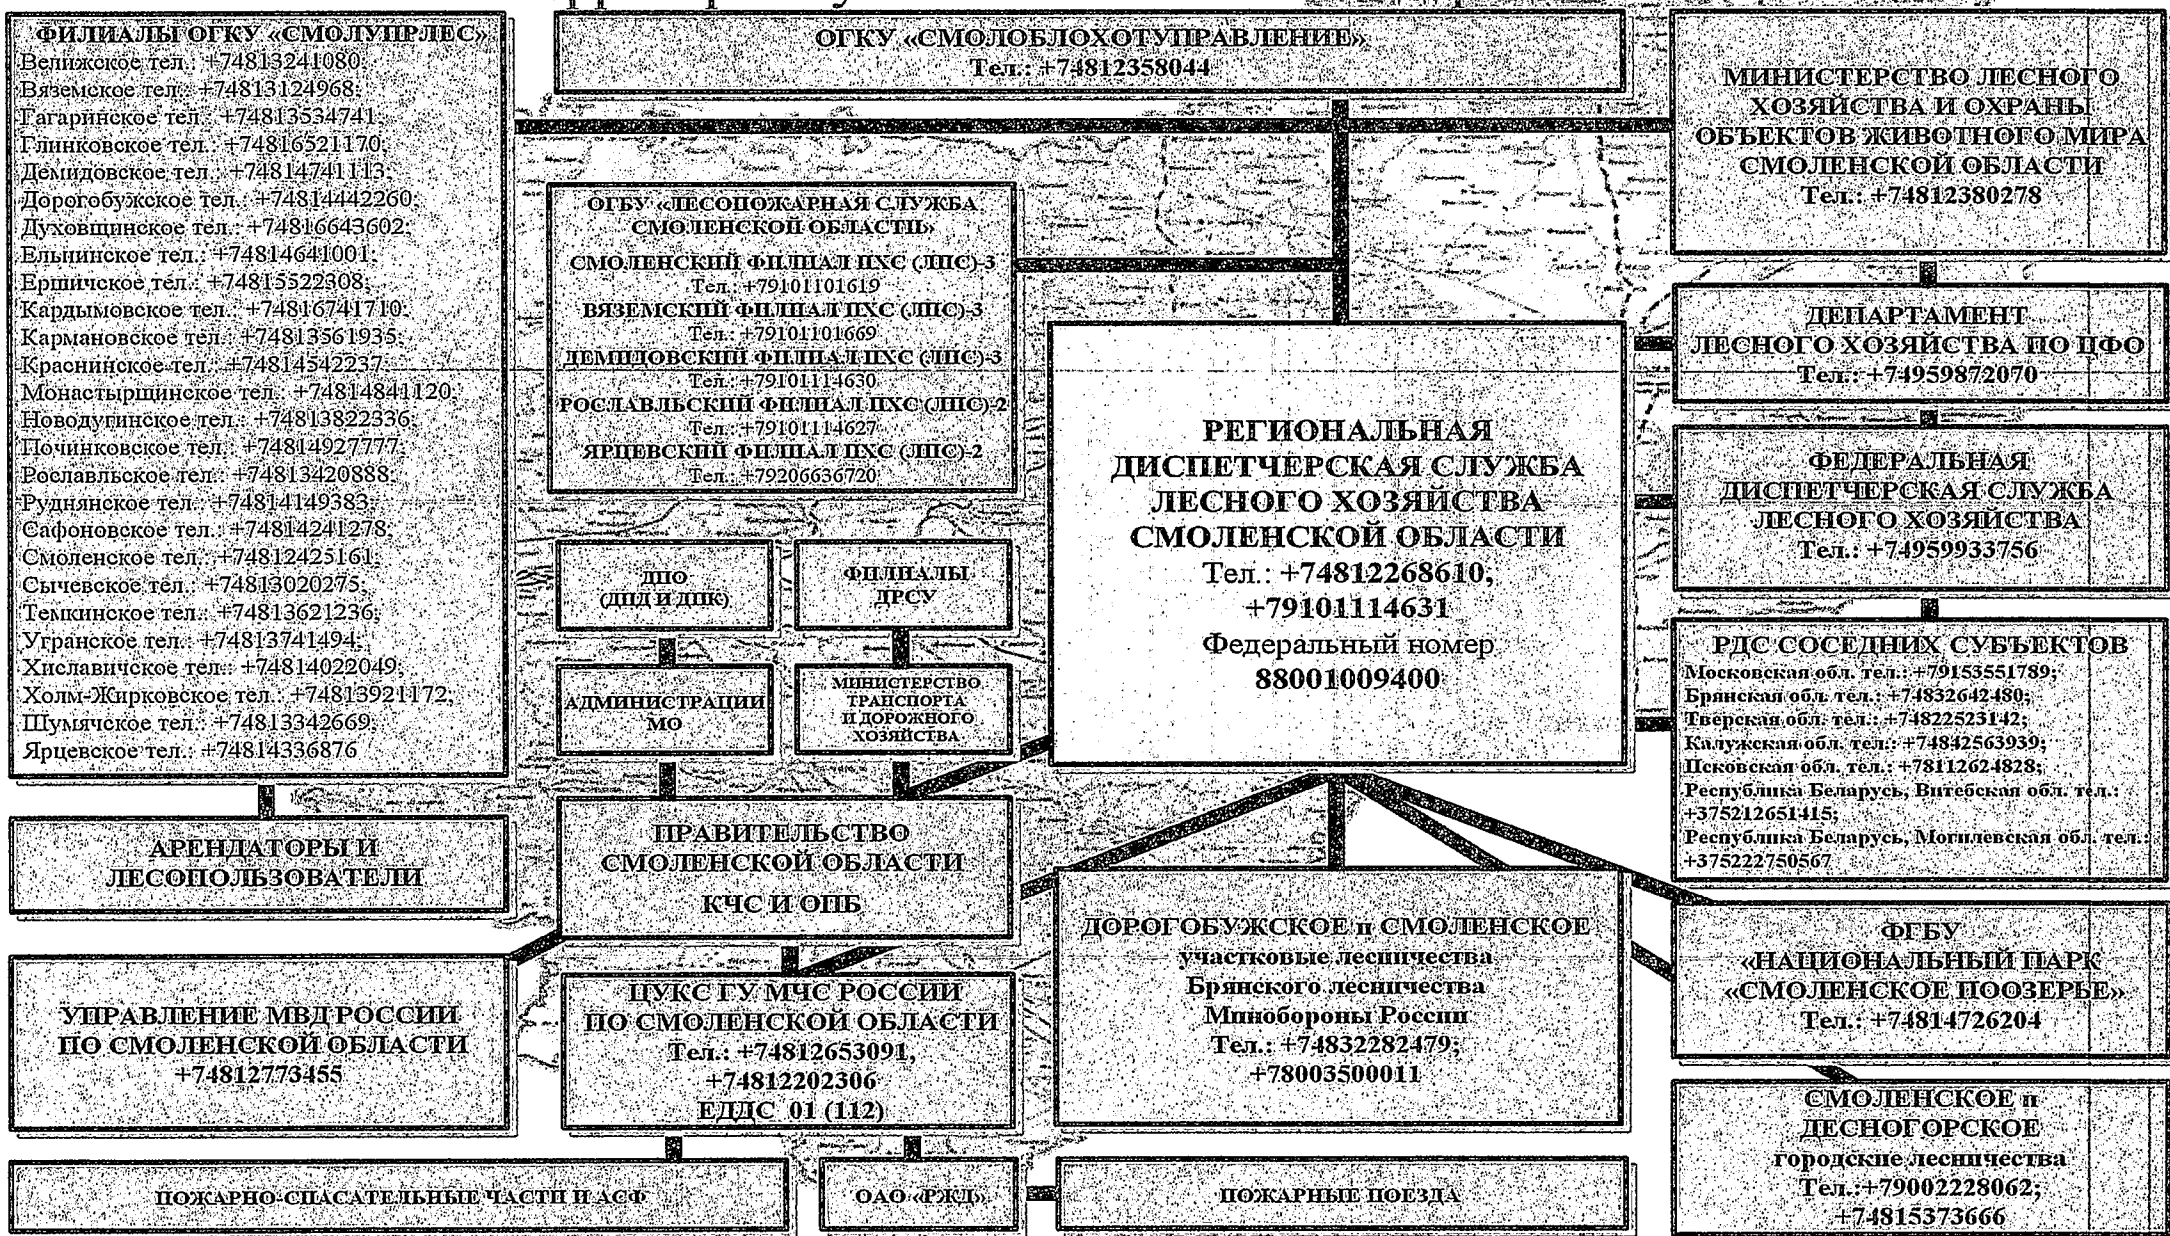 ФИЛИАЛЫ ОГКУ «СМОЛУПРЛЕС»
Велижское тел.: +74813241080;
Вяземское тел.: +74813124968;
Гагаринское тел.: +74813534741;
Глинковское тел.: +74816521170;
Демидовское тел.: +74814741113;
Дорогобужское тел.: +74814442260;
Духовщинское тел.: +74816643602;
Ельнинское тел.: +74814641001;
Ершичское тел.: +74815522308;
Кардымовское тел.: +74816741710;
Кармановское тел.: +74813561935;
Краснинское тел.: +74814542237;
Монастырщинское тел.: +74814841120;
Новодугинское тел.: +74813822336;
Починковское тел.: +74814927777;
Рославльское тел.: +74813420888;
Руднянское тел.: +74814149383;
Сафоновское тел.: +74814241278;
Смоленское тел.: +74812425161;
Сычевское тел.: +74813020275;
Темкинское тел.: +74813621236;
Угранское тел.: +74813741494;
Хиславичское тел.: +74814022049;
Холм-Жирковское тел.: +74813921172;
Шумячское тел.: +74813342669;
Ярцевское тел.: +74814336876
АРЕНДАТОРЫ И
ЛЕСОПОЛЬЗОВАТЕЛИ
УПРАВЛЕНИЕ МВД РОССИИ
ПО СМОЛЕНСКОЙ ОБЛАСТИ
+74812773455
ПОЖАРНО-СПАСАТЕЛЬНЫЕ ЧАСТИ И АСФ
ОГКУ «СМОЛОБЛОХОТУПРАВЛЕНИЕ»
Тел.: +74812358044
ОГБУ «ЛЕСОПОЖАРНАЯ СЛУЖБА
СМОЛЕНСКОЙ ОБЛАСТИ»
СМОЛЕНСКИЙ ФИЛИАЛ ПХС (ЛПС)-3
Тел.: +79101101619
ВЯЗЕМСКИЙ ФИЛИАЛ ПХС (ЛПС)-3
Тел.: +79101101669
ДЕМИДОВСКИЙ ФИЛИАЛ ПХС (ЛПС)-3
Тел.: +79101114630
РОСЛАВЛЬСКИЙ ФИЛИАЛ ПХС (ЛПС)-2
Тел.: +79101114627
ЯРЦЕВСКИЙ ФИЛИАЛ ПХС (ЛПС)-2
Тел.: +79206636720
ДПО
(ДПД И ДПК)
ФИЛИАЛЫ
ДРСУ
АДМИНИСТРАЦИИ
МО
МИНИСТЕРСТВО
ТРАНСПОРТА
И ДОРОЖНОГО
ХОЗЯЙСТВА
ПРАВИТЕЛЬСТВО
СМОЛЕНСКОЙ ОБЛАСТИ
КЧС И ОПБ
ЦУКС ГУ МЧС РОССИИ
ПО СМОЛЕНСКОЙ ОБЛАСТИ
Тел.: +74812653091,
+74812202306
ЕДДС 01 (112)
ОАО «РЖД»
РЕГИОНАЛЬНАЯ
ДИСПЕТЧЕРСКАЯ СЛУЖБА
ЛЕСНОГО ХОЗЯЙСТВА
СМОЛЕНСКОЙ ОБЛАСТИ
Тел.: +74812268610,
+79101114631
Федеральный номер
88001009400
ДОРОГОБУЖСКОЕ и СМОЛЕНСКОЕ
участковые лесничества
Брянского лесничества
Минобороны России
Тел.: +74832282479;
+78003500011
ПОЖАРНЫЕ ПОЕЗДА
МИНИСТЕРСТВО ЛЕСНОГО
ХОЗЯЙСТВА И ОХРАНЫ
ОБЪЕКТОВ ЖИВОТНОГО МИРА
СМОЛЕНСКОЙ ОБЛАСТИ
Тел.: +74812380278
ДЕПАРТАМЕНТ
ЛЕСНОГО ХОЗЯЙСТВА ПО ЦФО
Тел.: +74959872070
ФЕДЕРАЛЬНАЯ
ДИСПЕТЧЕРСКАЯ СЛУЖБА
ЛЕСНОГО ХОЗЯЙСТВА
Тел.: +74959933756
РДС СОСЕДНИХ СУБЪЕКТОВ
Московская обл. тел.: +79153551789;
Брянская обл. тел.: +74832642480;
Тверская обл. тел.: +74822523142;
Калужская обл. тел.: +74842563939;
Псковская обл. тел.: +78112624828;
Республика Беларусь, Витебская обл. тел.:
+375212651415;
Республика Беларусь, Могилевская обл. тел.:
+375222750567
ФГБУ
«НАЦИОНАЛЬНЫЙ ПАРК
«СМОЛЕНСКОЕ ПООЗЕРЬЕ»
Тел.: +74814726204
СМОЛЕНСКОЕ и
ДЕСНОГОРСКОЕ
городские лесничества
Тел.:+79002228062;
+74815373666